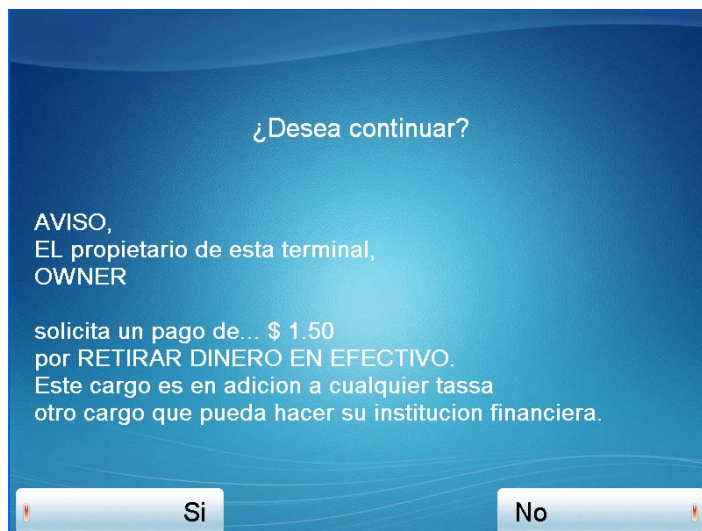 ¿Desea continuar?
AVISO,
EL propietario de esta terminal,
OWNER
solicita un pago de... $ 1.50
por RETIRAR DINERO EN EFECTIVO.
Este cargo es en adicion a cualquier tassa
otro cargo que pueda hacer su institucion financiera.
Si
No